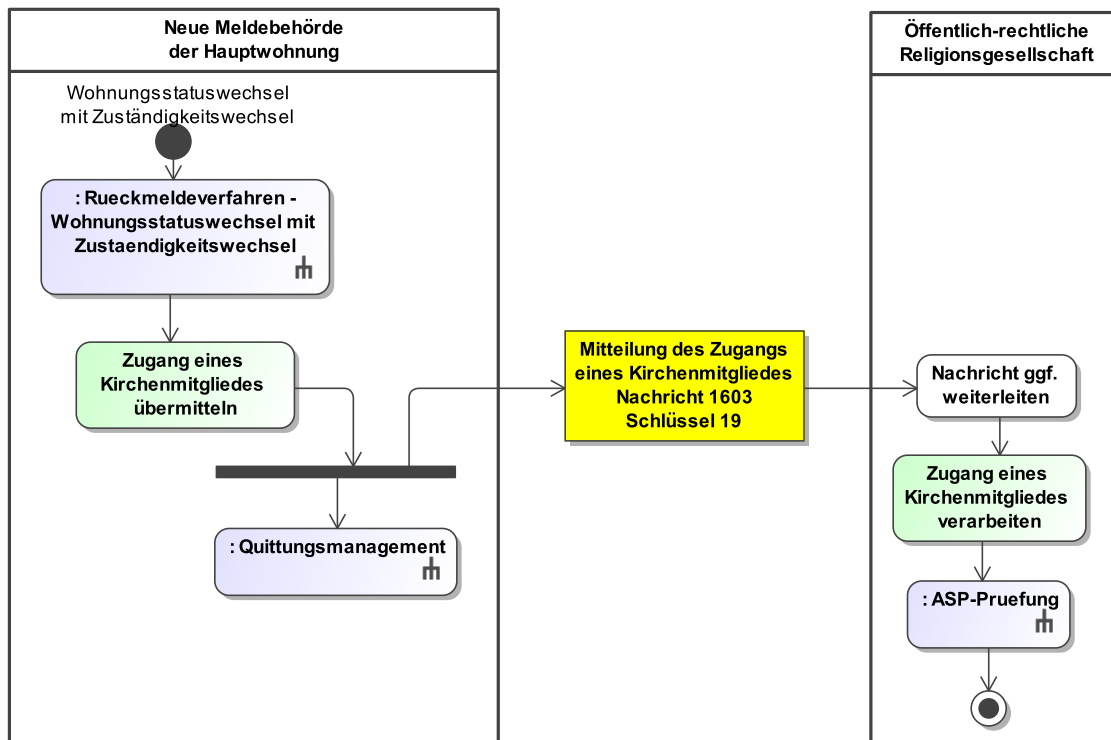 Neue Meldebehörde
der Hauptwohnung
Wohnungsstatuswechsel
mit Zuständigkeitswechsel
: Rueckmeldeverfahren -
Wohnungsstatuswechsel mit
Zustaendigkeitswechsel
Zugang eines
Kirchenmitgliedes
übermitteln
: Quittungsmanagement
Mitteilung des Zugangs
eines Kirchenmitgliedes
Nachricht 1603
Schlüssel 19
Öffentlich-rechtliche
Religionsgesellschaft
Nachricht ggf.
weiterleiten
Zugang eines
Kirchenmitgliedes
verarbeiten
: ASP-Pruefung